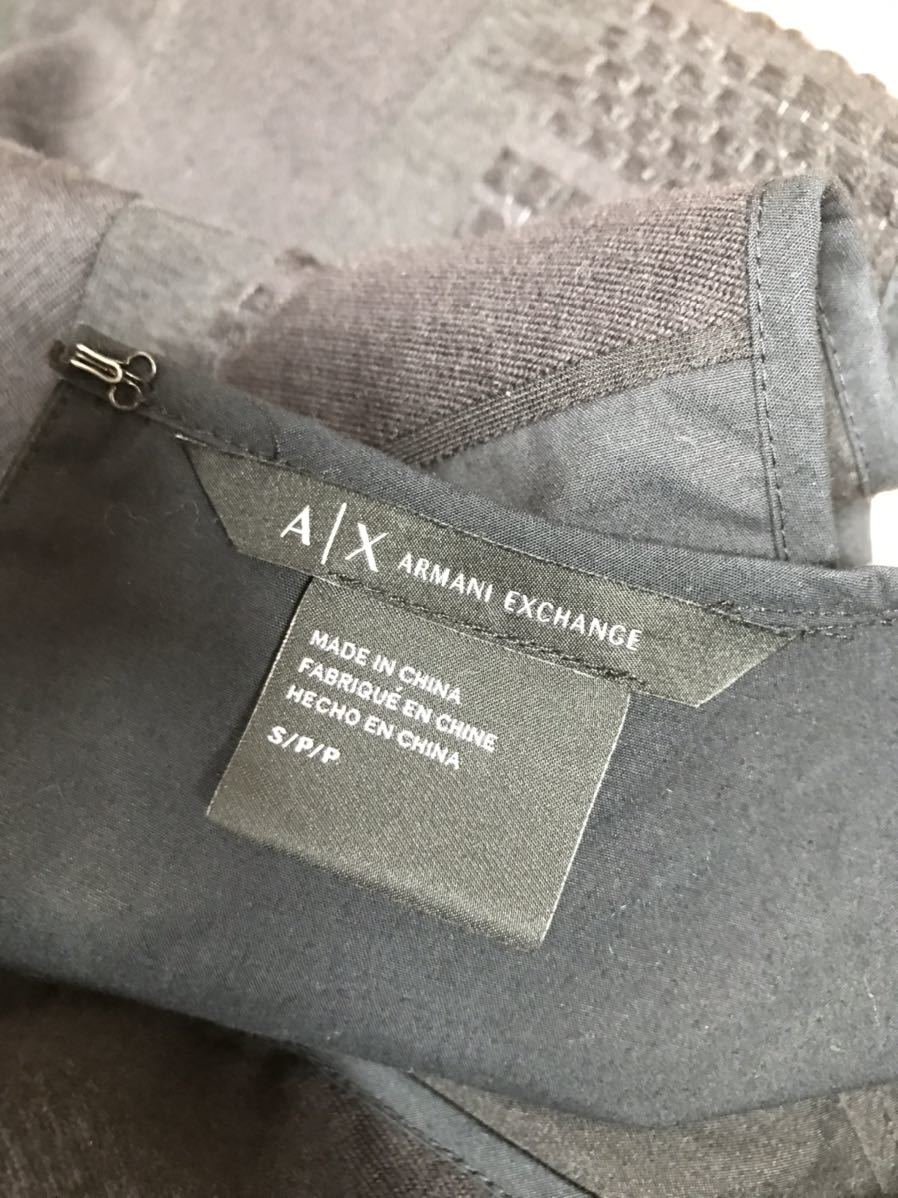 A|X ARMANI EXCHANGE
MADE IN CHINA
FABRIQUÉ EN CHINE
HECHO EN CHINA
S/P/P